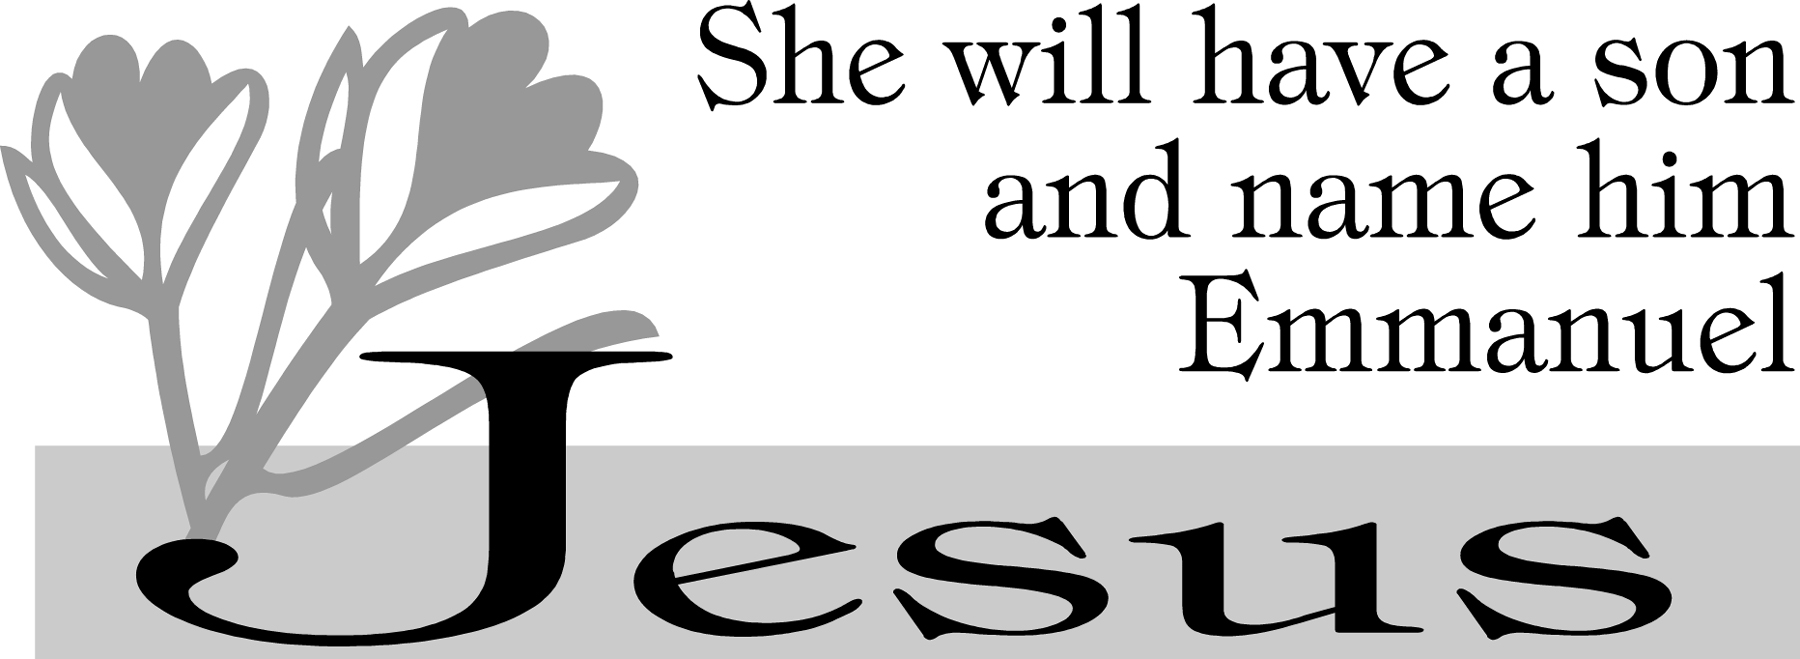 She will have a son
and name him
Emmanuel
Jesus